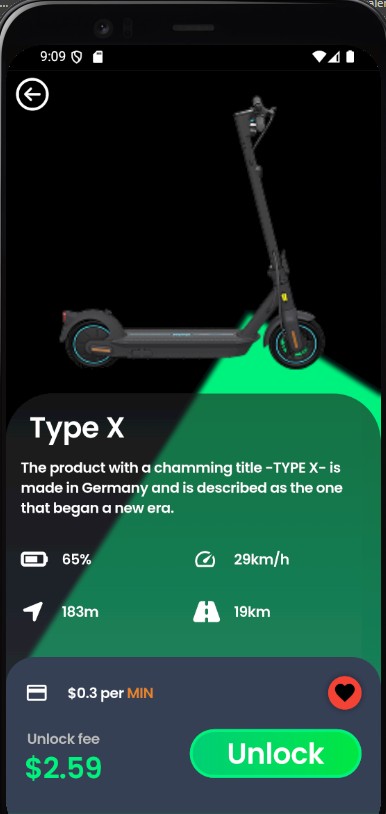 9:09
Type X
The product with a chamming title -TYPE X- is
made in Germany and is described as the one
that began a new era.
65% 29km/h
183m 19km
$0.3 per MIN
Unlock fee
$2.59
Unlock